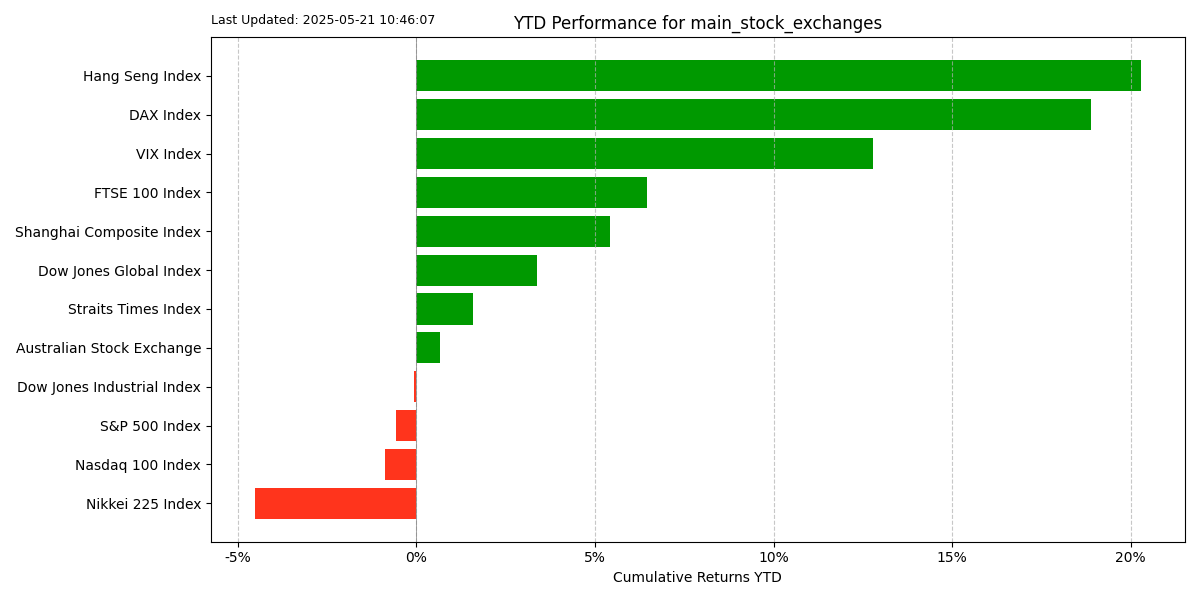 Last Updated: 2025-05-21 10:46:07
YTD Performance for main_stock_exchanges
Hang Seng Index
DAX Index
VIX Index
FTSE 100 Index
Shanghai Composite Index
Dow Jones Global Index
Straits Times Index
Australian Stock Exchange
Dow Jones Industrial Index
S&P 500 Index
Nasdaq 100 Index
Nikkei 225 Index
-5% 0% 5% 10% 15% 20%
Cumulative Returns YTD